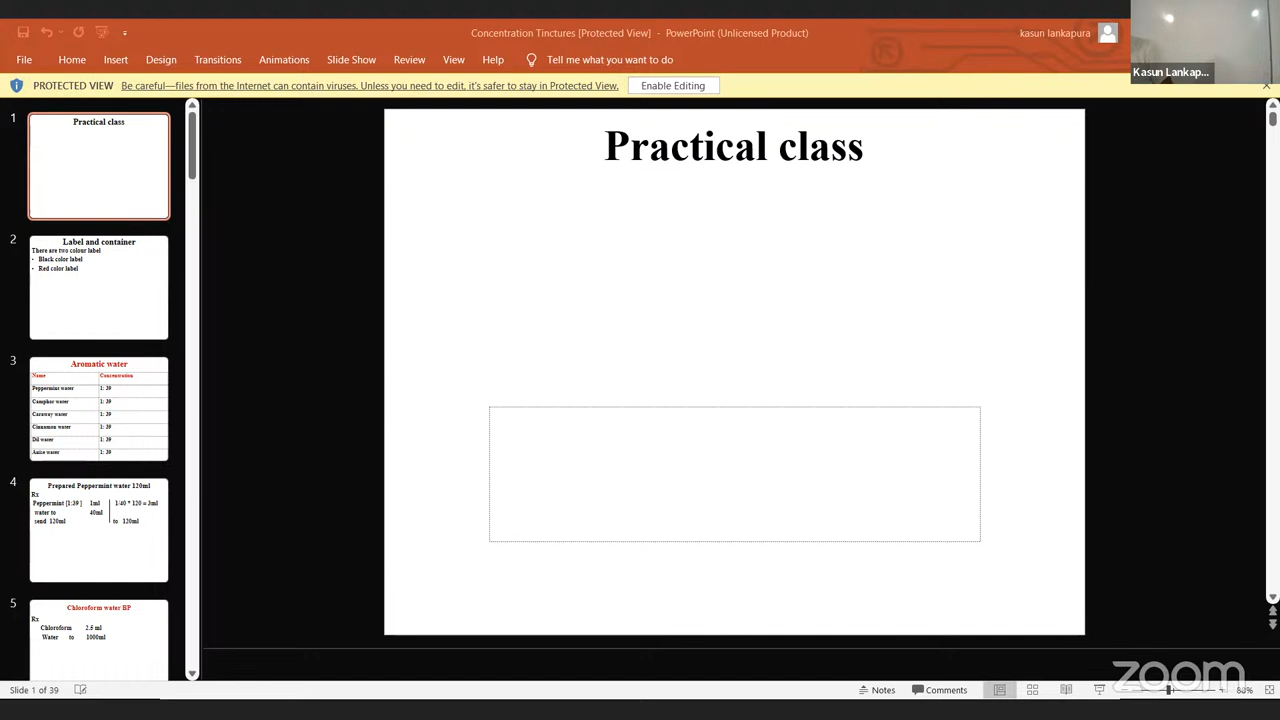 Concentration Tinctures [Protected View] - PowerPoint (Unlicensed Product)
kasun lankapura
File Home Insert Design Transitions Animations Slide Show Review View Help Tell me what you want to do
Kasun Lankap...
PROTECTED VIEW Be careful—files from the Internet can contain viruses. Unless you need to edit, it's safer to stay in Protected View. Enable Editing
1
Practical class
2
Label and container
There are two colour label
• Black color label
• Red color label
3
Aromatic water
Name Concentration
Peppermint water 1: 39
Camphor water 1: 39
Caraway water 1: 39
Cinnamon water 1: 39
Dil water 1: 39
Anice water 1: 39
4
Prepared Peppermint water 120ml
Rx
Peppermint [1:39 ] 1ml 1/40 * 120 = 3ml
water to 40ml
send 120ml to 120ml
5
Chloroform water BP
Rx
Chloroform 2.5 ml
Water to 1000ml
Practical class
zoom
Slide 1 of 39 Notes Comments 80%